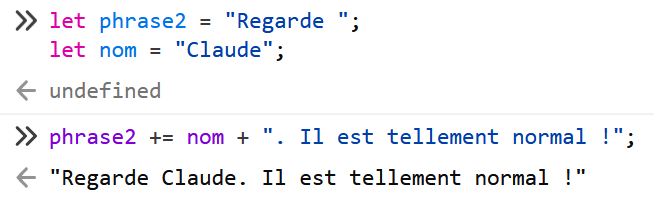 >> let phrase2 = "Regarde ";
let nom = "Claude";
← undefined
>> phrase2 += nom + ". Il est tellement normal !";
← "Regarde Claude. Il est tellement normal !"